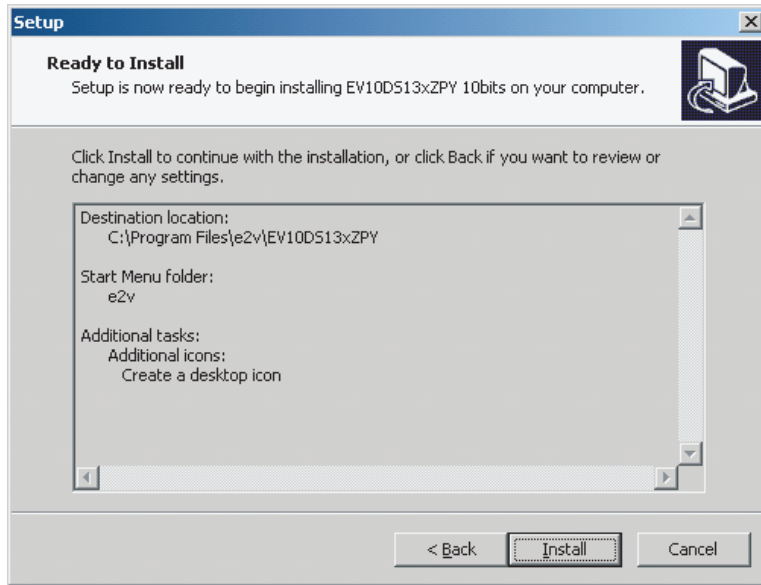 Setup
Ready to Install
Setup is now ready to begin installing EV10DS13xZPY 10bits on your computer.
Click Install to continue with the installation, or click Back if you want to review or
change any settings.
Destination location:
C:\Program Files\e2v\EV10DS13xZPY
Start Menu folder:
e2v
Additional tasks:
Additional icons:
Create a desktop icon
< Back
Install
Cancel